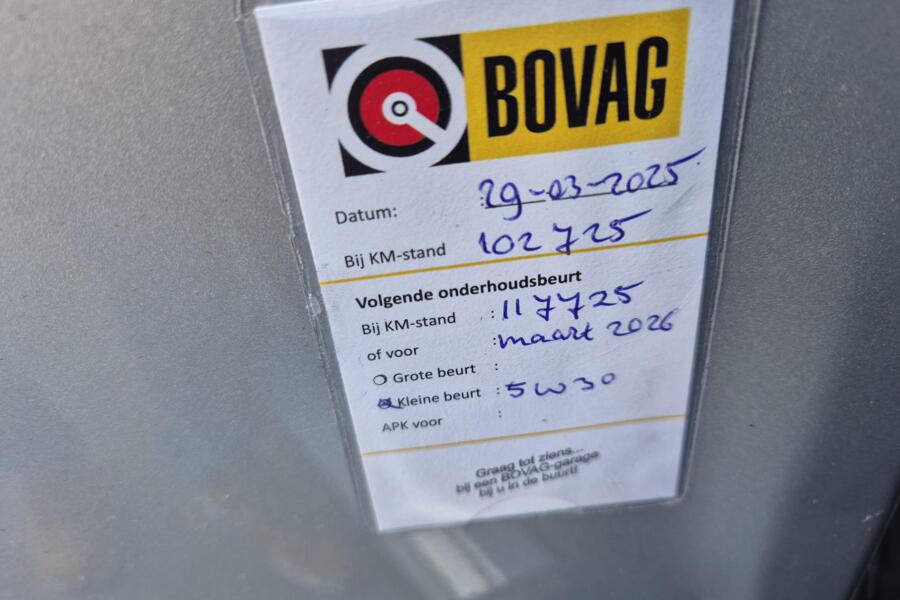 BOVAG
Datum: : 29-03-2025
Bij KM-stand 102725
Volgende onderhoudsbeurt
Bij KM-stand : 117725
of voor : maart 2026
Grote beurt :
Kleine beurt : 5W30
APK voor :
Graag tot ziens...
bij een BOVAG-garage
bij u in de buurt!